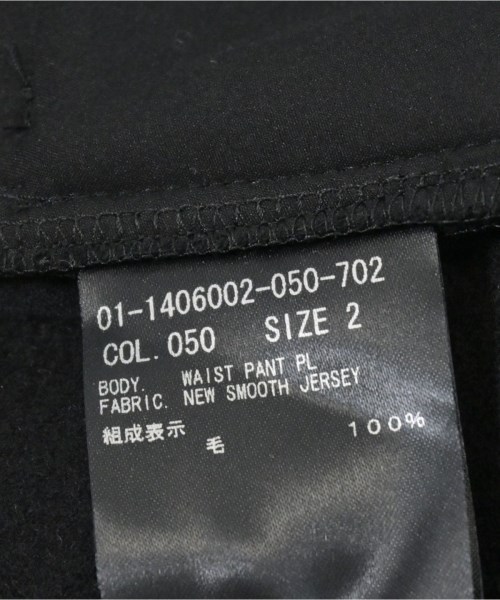 01-1406002-050-702
COL. 050 SIZE 2
BODY. WAIST PANT PL
FABRIC. NEW SMOOTH JERSEY
組成表示
毛 100%